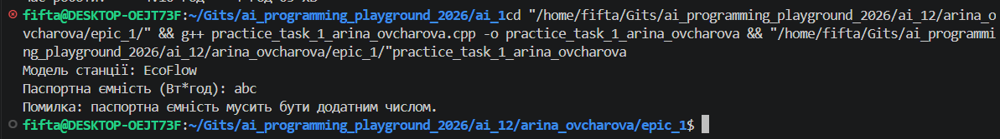 fifta@DESKTOP-OEJT73F:~/Gits/ai_programming_playground_2026/ai_1cd "/home/fifta/Gits/ai_programming_playground_2026/ai_12/arina_o
vcharova/epic_1/" && g++ practice_task_1_arina_ovcharova.cpp -o practice_task_1_arina_ovcharova && "/home/fifta/Gits/ai_programmi
ng_playground_2026/ai_12/arina_ovcharova/epic_1/"practice_task_1_arina_ovcharova
Модель станції: EcoFlow
Паспортна ємність (Вт*год): abc
Помилка: паспортна ємність мусить бути додатним числом.
fifta@DESKTOP-OEJT73F:~/Gits/ai_programming_playground_2026/ai_12/arina_ovcharova/epic_1$